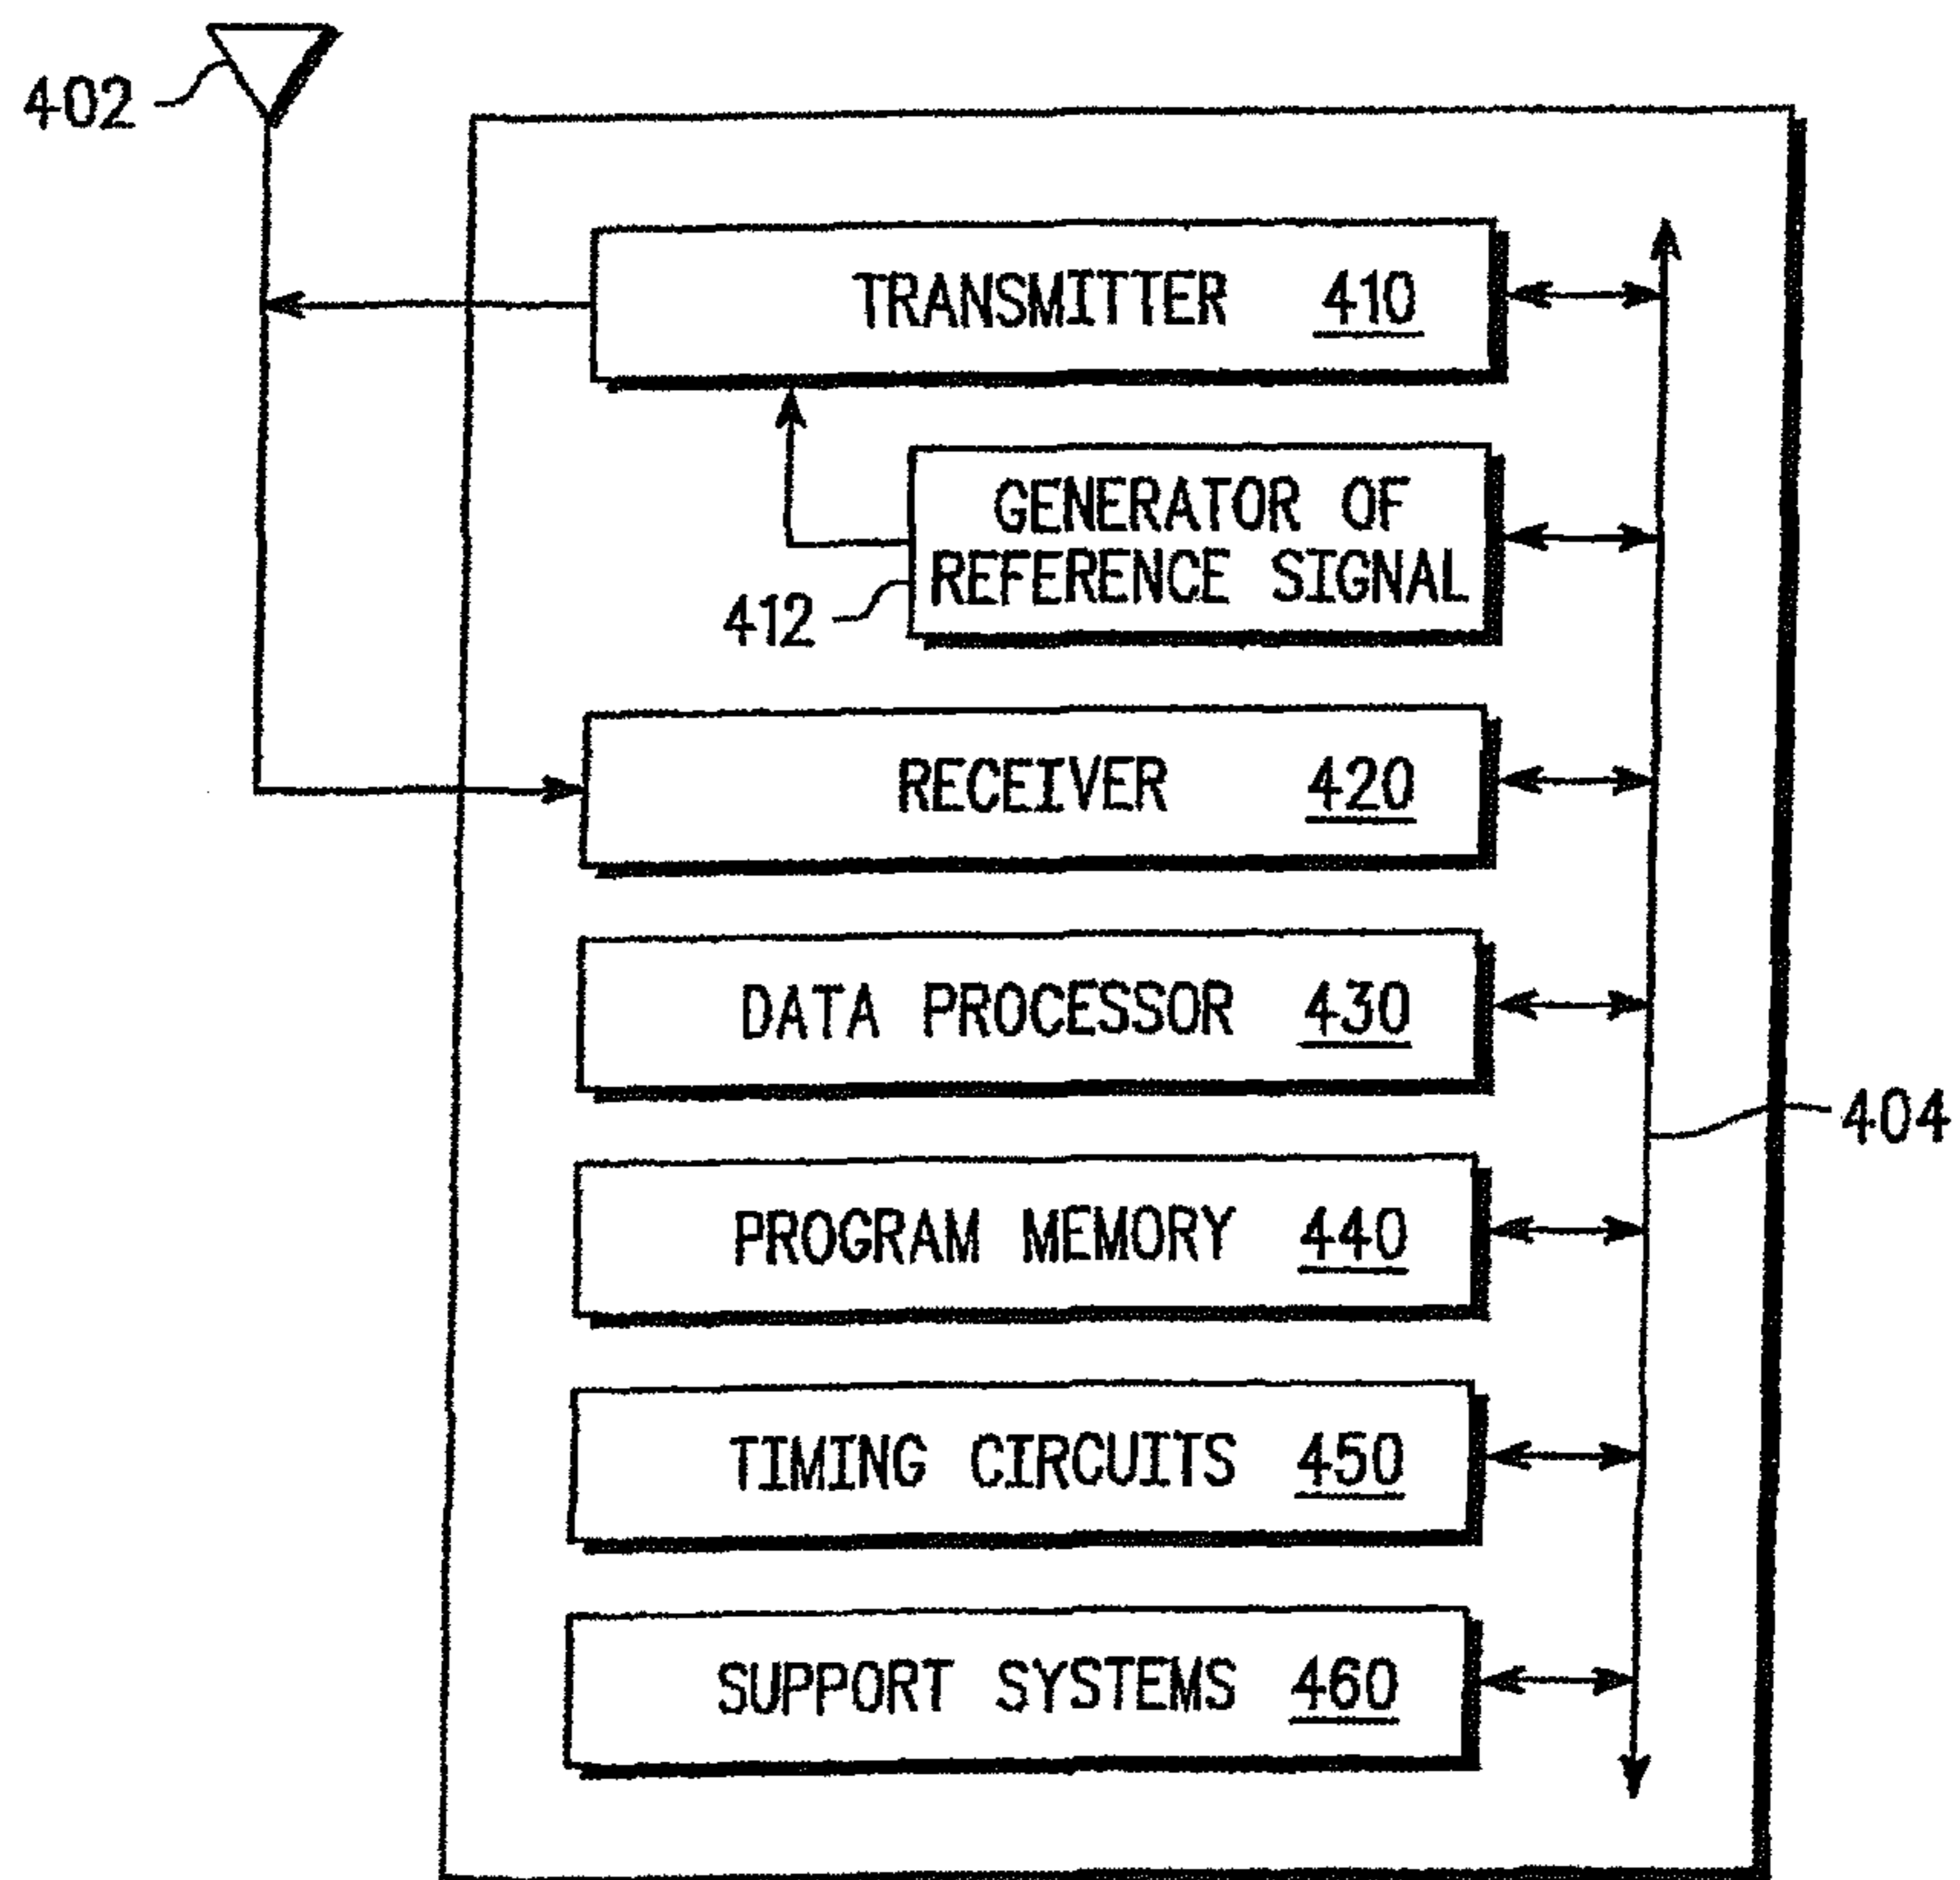 402
TRANSMITTER 410
GENERATOR OF
REFERENCE SIGNAL
412
RECEIVER 420
DATA PROCESSOR 430
404
PROGRAM MEMORY 440
TIMING CIRCUITS 450
SUPPORT SYSTEMS 460